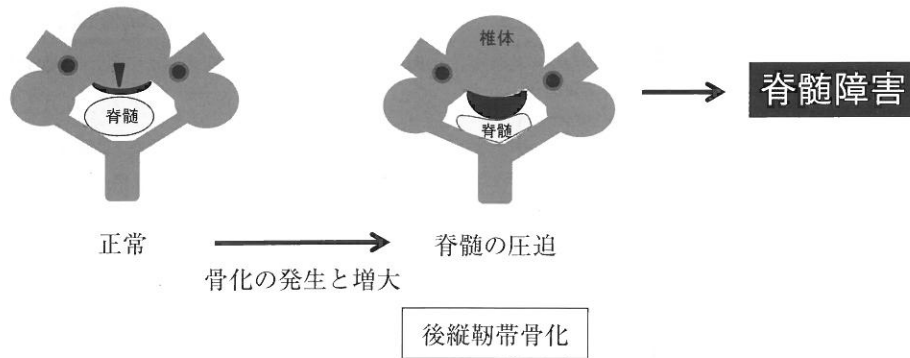 脊髄
椎体
脊髄
脊髄障害
正常
脊髄の圧迫
骨化の発生と増大
後縦靭帯骨化